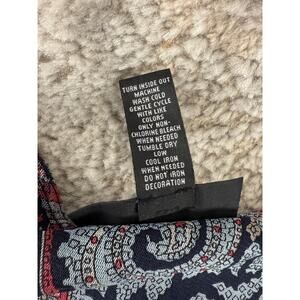 TURN INSIDE OUT
MACHINE
WASH COLD
GENTLE CYCLE
WITH LIKE
COLORS
ONLY NON-
CHLORINE BLEACH
WHEN NEEDED
TUMBLE DRY
LOW
COOL IRON
WHEN NEEDED
DO NOT IRON
DECORATION